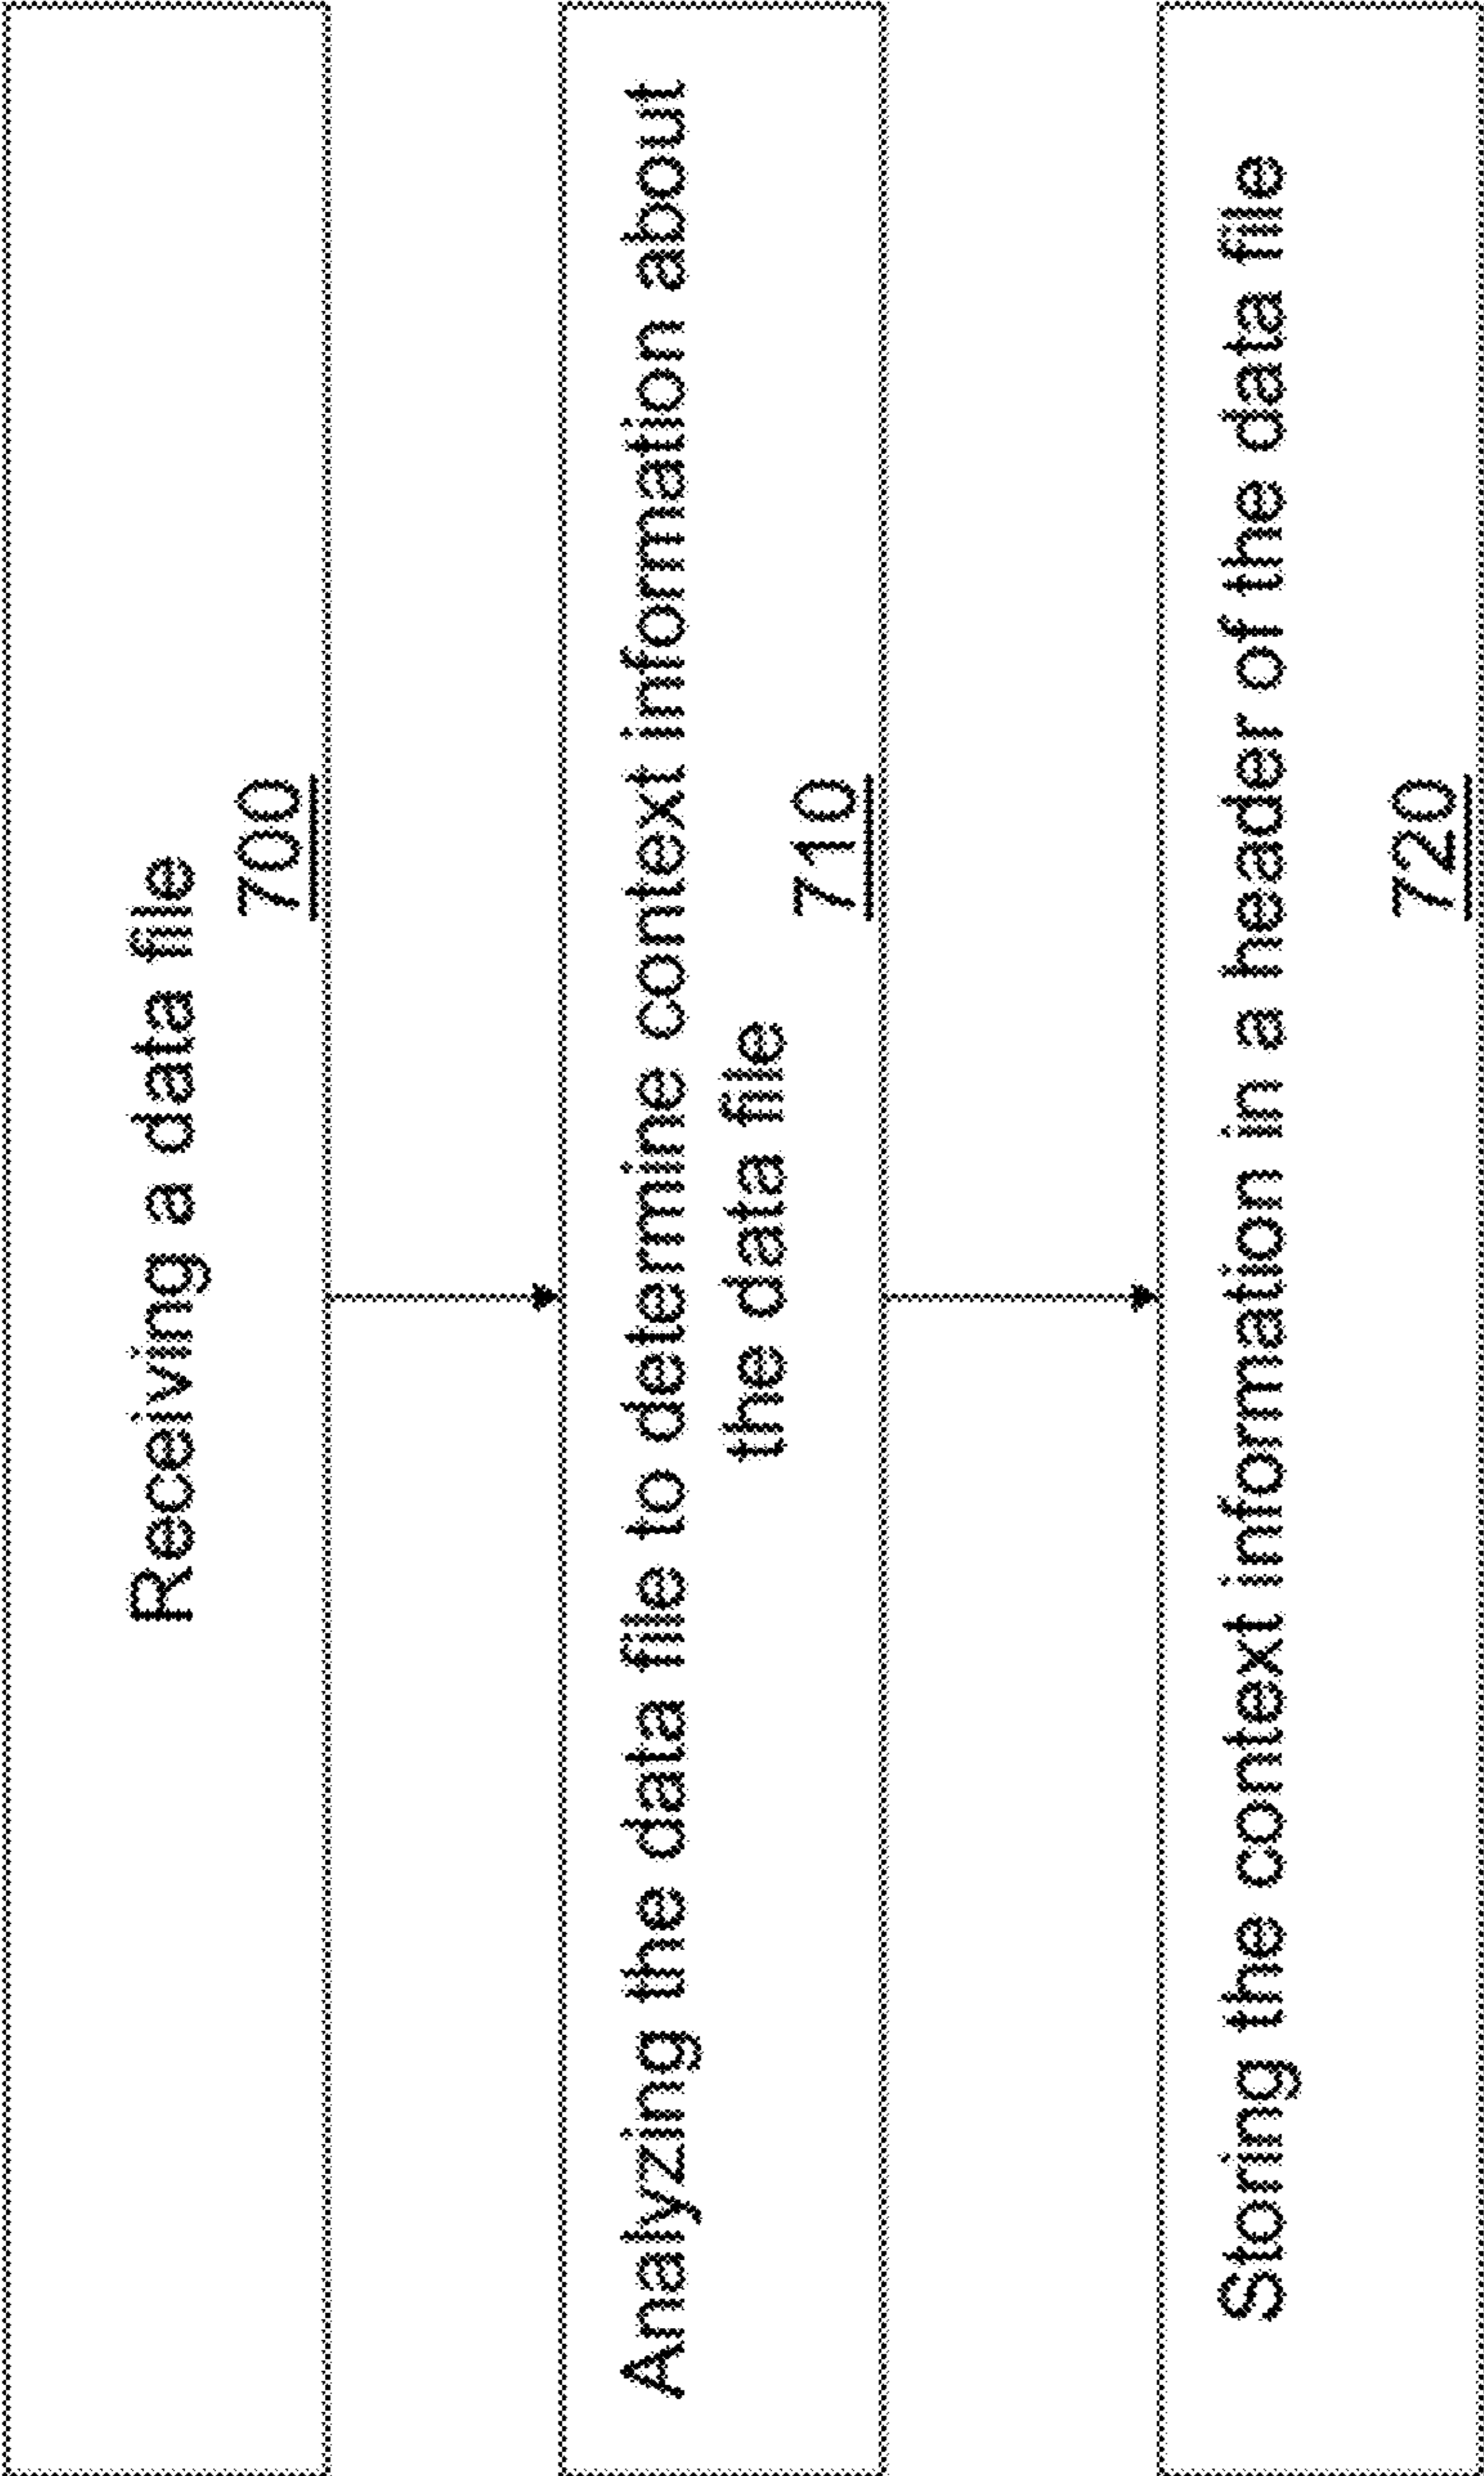 Receiving a data file
700
Analyzing the data file to determine context information about
the data file
710
Storing the context information in a header of the data file
720